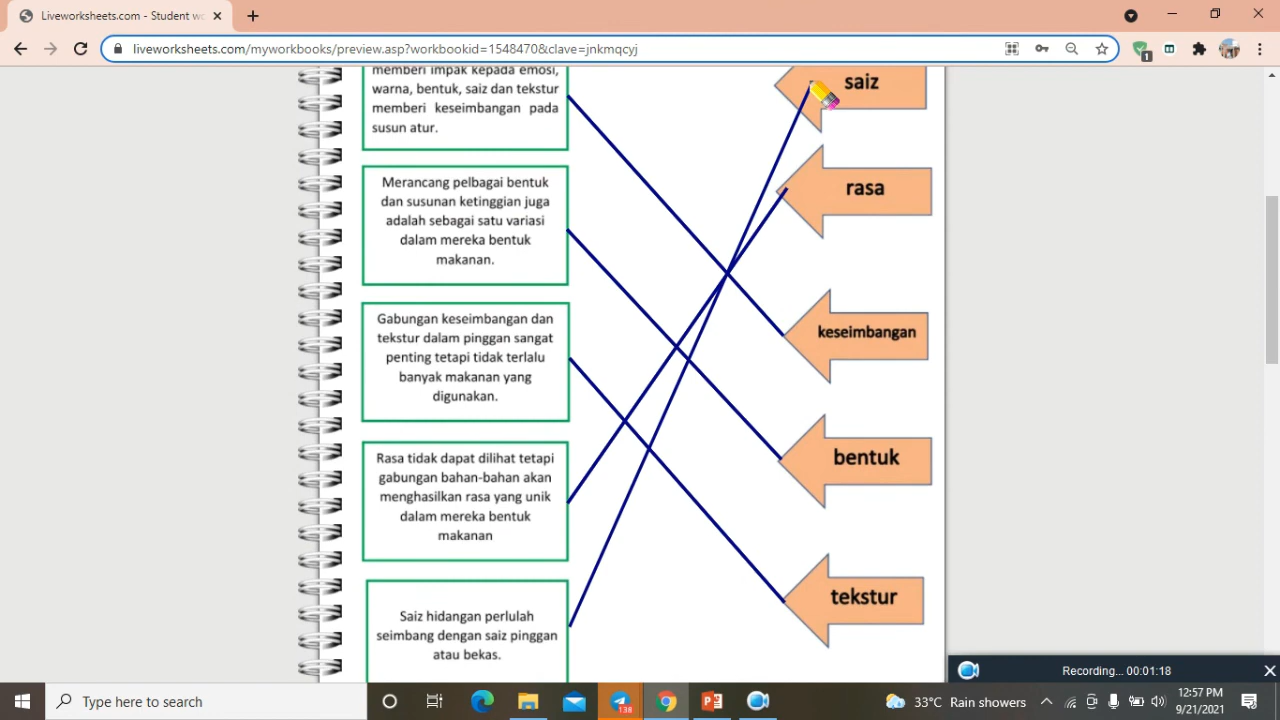 Liveworksheets.com - Student w
liveworksheets.com/myworkbooks/preview.asp?workbookid=1548470&clave=jnkmqcyj
1
memberi impak kepada emosi,
warna, bentuk, saiz dan tekstur
memberi keseimbangan pada
susun atur.
saiz
Merancang pelbagai bentuk
dan susunan ketinggian juga
adalah sebagai satu variasi
dalam mereka bentuk
makanan.
rasa
Gabungan keseimbangan dan
tekstur dalam pinggan sangat
penting tetapi tidak terlalu
banyak makanan yang
digunakan.
keseimbangan
Rasa tidak dapat dilihat tetapi
gabungan bahan-bahan akan
menghasilkan rasa yang unik
dalam mereka bentuk
makanan
bentuk
Saiz hidangan perlulah
seimbang dengan saiz pinggan
atau bekas.
tekstur
Recording... 00:01:18
Type here to search
138
33°C Rain showers
12:57 PM
9/21/2021